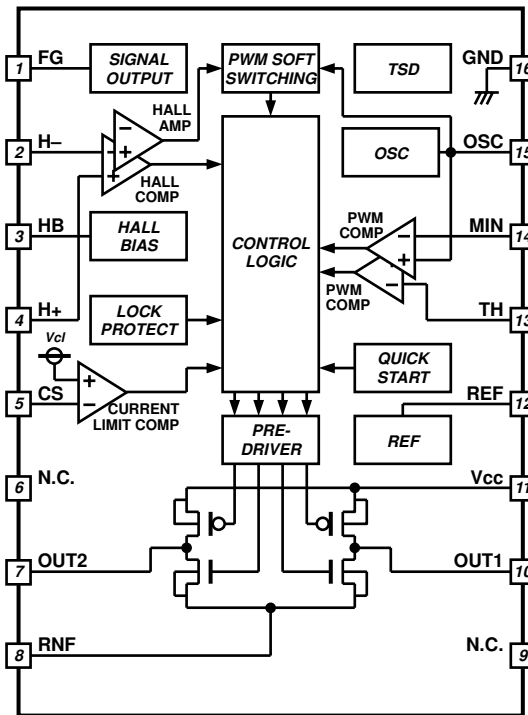 1 FG
SIGNAL
OUTPUT
PWM SOFT
SWITCHING
TSD
GND 16
HALL
AMP
2 H–
HALL
COMP
OSC
OSC 15
3 HB
HALL
BIAS
CONTROL
LOGIC
PWM
COMP
MIN 14
PWM
COMP
4 H+
LOCK
PROTECT
TH 13
Vcl
5 CS
CURRENT
LIMIT COMP
QUICK
START
REF 12
PRE-
DRIVER
REF
6 N.C.
Vcc 11
7 OUT2
OUT1 10
8 RNF
N.C. 9
− + + + − − + −